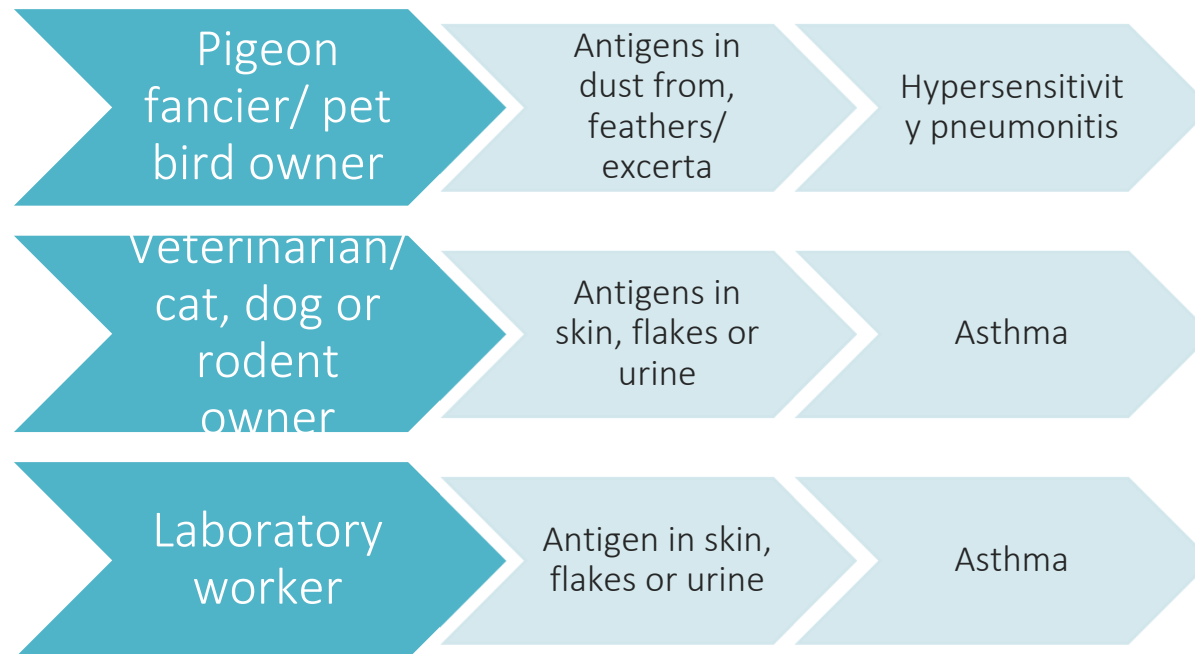 Pigeon
fancier/ pet
bird owner
Antigens in
dust from,
feathers/
excerta
Hypersensitivit
y pneumonitis
Veterinarian/
cat, dog or
rodent
owner
Antigens in
skin, flakes or
urine
Asthma
Laboratory
worker
Antigen in skin,
flakes or urine
Asthma